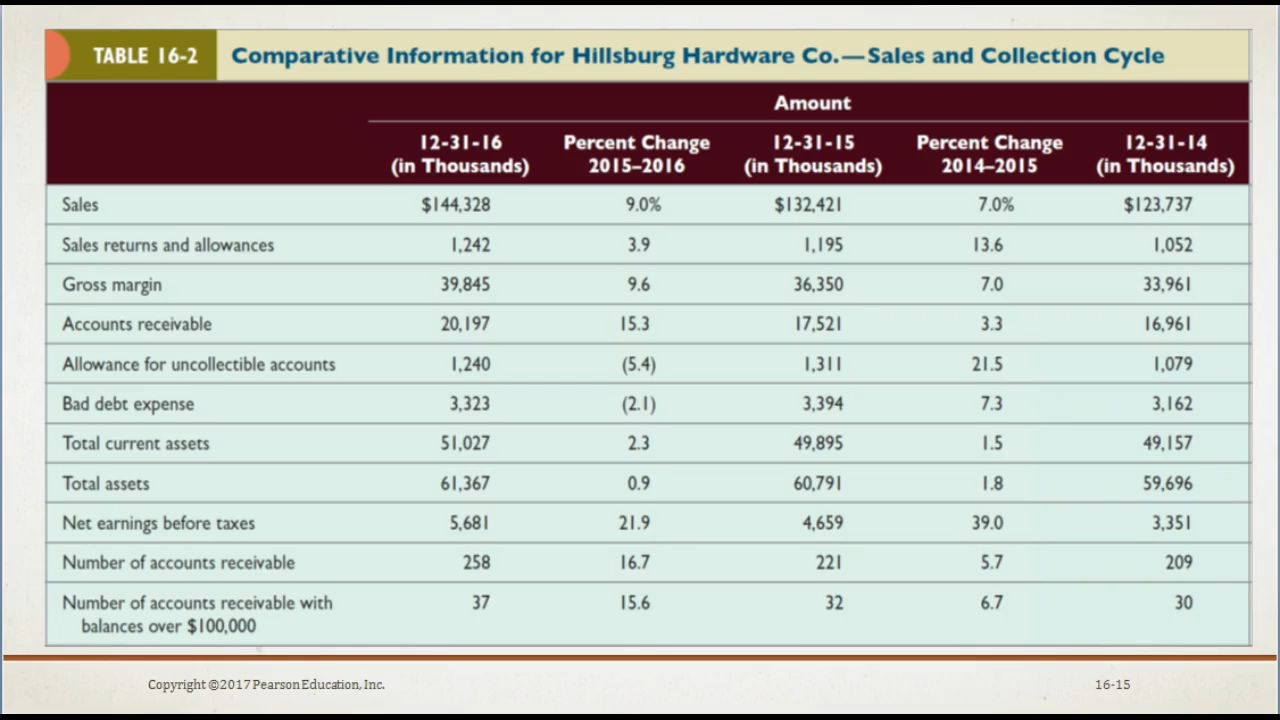 TABLE 16-2 Comparative Information for Hillsburg Hardware Co.—Sales and Collection Cycle
Amount
12-31-16 Percent Change 12-31-15 Percent Change 12-31-14
(in Thousands) 2015–2016 (in Thousands) 2014–2015 (in Thousands)
Sales $144,328 9.0% $132,421 7.0% $123,737
Sales returns and allowances 1,242 3.9 1,195 13.6 1,052
Gross margin 39,845 9.6 36,350 7.0 33,961
Accounts receivable 20,197 15.3 17,521 3.3 16,961
Allowance for uncollectible accounts 1,240 (5.4) 1,311 21.5 1,079
Bad debt expense 3,323 (2.1) 3,394 7.3 3,162
Total current assets 51,027 2.3 49,895 1.5 49,157
Total assets 61,367 0.9 60,791 1.8 59,696
Net earnings before taxes 5,681 21.9 4,659 39.0 3,351
Number of accounts receivable 258 16.7 221 5.7 209
Number of accounts receivable with 37 15.6 32 6.7 30
balances over $100,000
Copyright ©2017 Pearson Education, Inc. 16-15